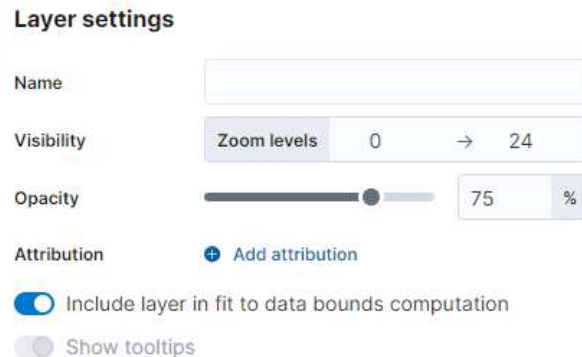 Layer settings
Name
Visibility Zoom levels 0 → 24
Opacity 75 %
Attribution Add attribution
Include layer in fit to data bounds computation
Show tooltips